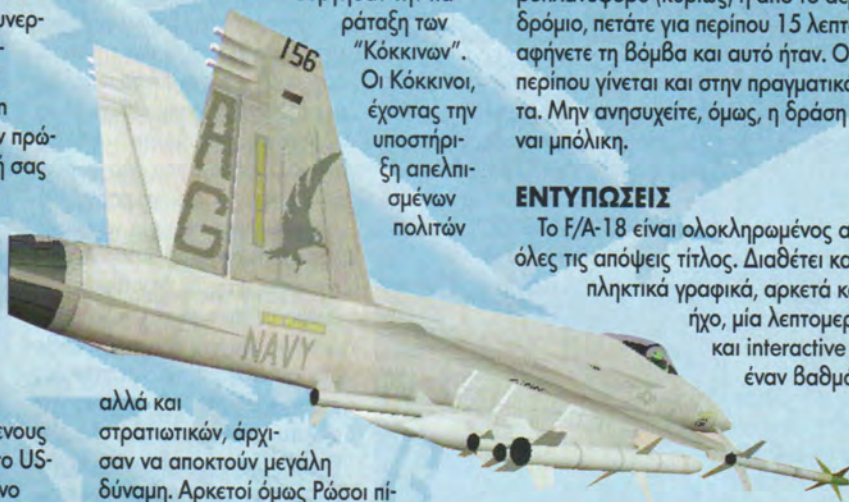 υνερ-
ν πρώ-
ή σας
ενους
το US-
νο
ράταξη των
“Κόκκινων”.
Οι Κόκκινοι,
έχοντας την
υποστήρι-
ξη απελπι-
σμένων
πολιτών
αλλά και
στρατιωτικών, άρχι-
σαν να αποκτούν μεγάλη
δύναμη. Αρκετοί όμως Ρώσοι πί-
δρόμιο, πετάτε για περίπου 15 λεπτ
αφήνετε τη βόμβα και αυτό ήταν. Ο
περίπου γίνεται και στην πραγματικο
τα. Μην ανησυχείτε, όμως, η δράση
ναι μπόλικη.
ΕΝΤΥΠΩΣΕΙΣ
Το F/A-18 είναι ολοκληρωμένος α
όλες τις απόψεις τίτλος. Διαθέτει κα
πληκτικά γραφικά, αρκετά κα
ήχο, μία λεπτομερ
και interactive
έναν βαθμό
156
AG
NAVY